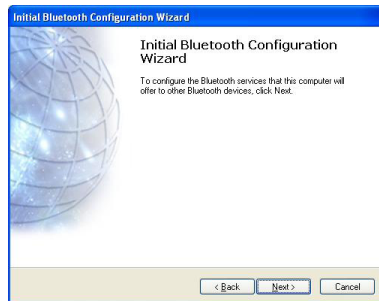 Initial Bluetooth Configuration Wizard
Initial Bluetooth Configuration
Wizard
To configure the Bluetooth services that this computer will
offer to other Bluetooth devices, click Next.
< Back
Next >
Cancel